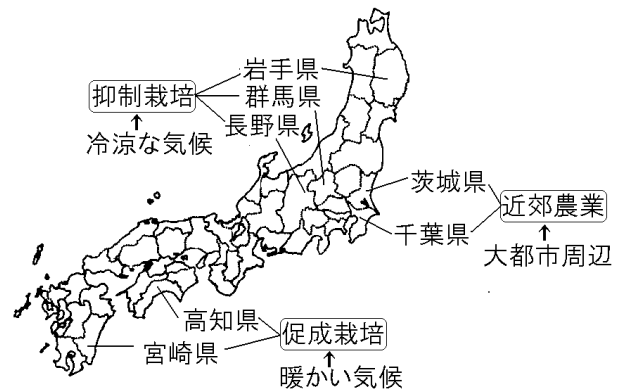 岩手県
抑制栽培
群馬県
長野県
冷涼な気候
茨城県
近郊農業
千葉県
大都市周辺
高知県
促成栽培
宮崎県
暖かい気候